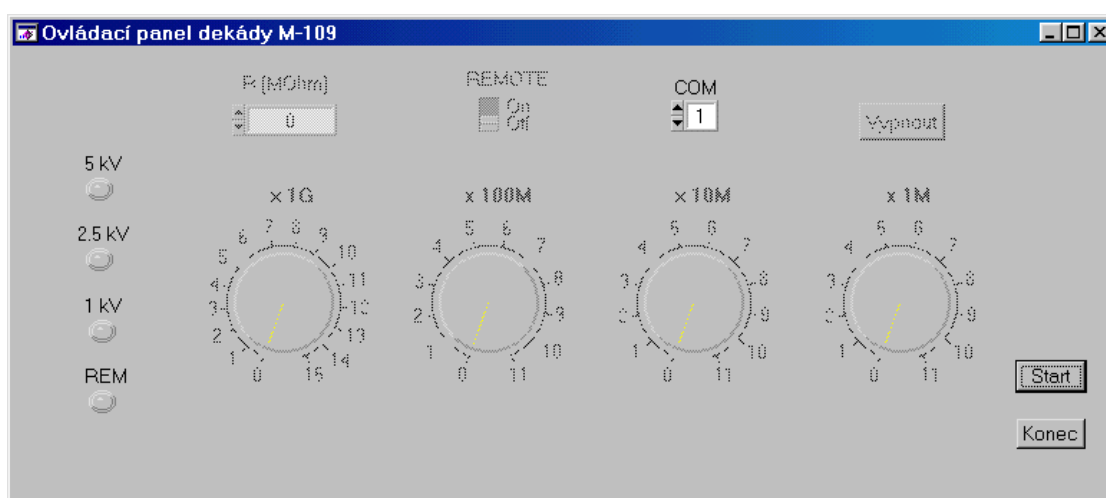 Ovládací panel dekády M-109
R (MOhm)
0
REMOTE
On
Off
COM
1
Vypnout
5 kV
2.5 kV
1 kV
REM
x 1G
0 1 2 3 4 5 6 7 8 9 10 11 12 13 14 15
x 100M
0 1 2 3 4 5 6 7 8 9 10 11
x 10M
0 1 2 3 4 5 6 7 8 9 10 11
x 1M
0 1 2 3 4 5 6 7 8 9 10 11
Start
Konec